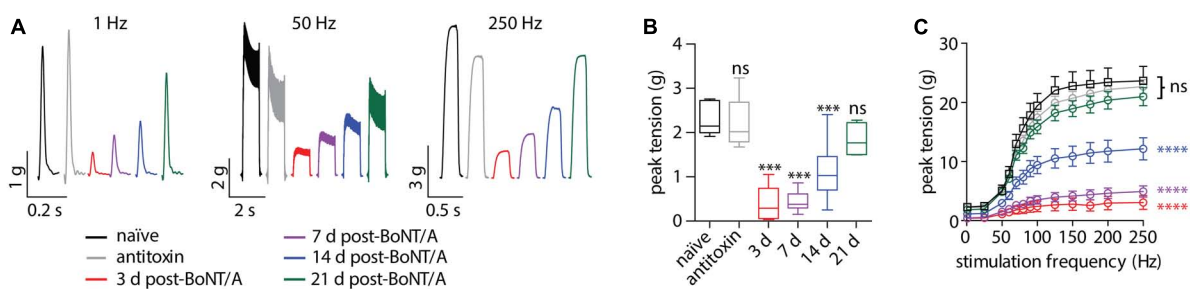 A
1 Hz
50 Hz
250 Hz
1 g
0.2 s
2 g
2 s
3 g
0.5 s
naïve
antitoxin
3 d post-BoNT/A
7 d post-BoNT/A
14 d post-BoNT/A
21 d post-BoNT/A
B
peak tension (g)
4
3
2
1
0
ns
***
***
***
ns
naïve
antitoxin
3 d
7 d
14 d
21 d
C
peak tension (g)
30
20
10
0
ns
****
****
****
0
50
100
150
200
250
stimulation frequency (Hz)